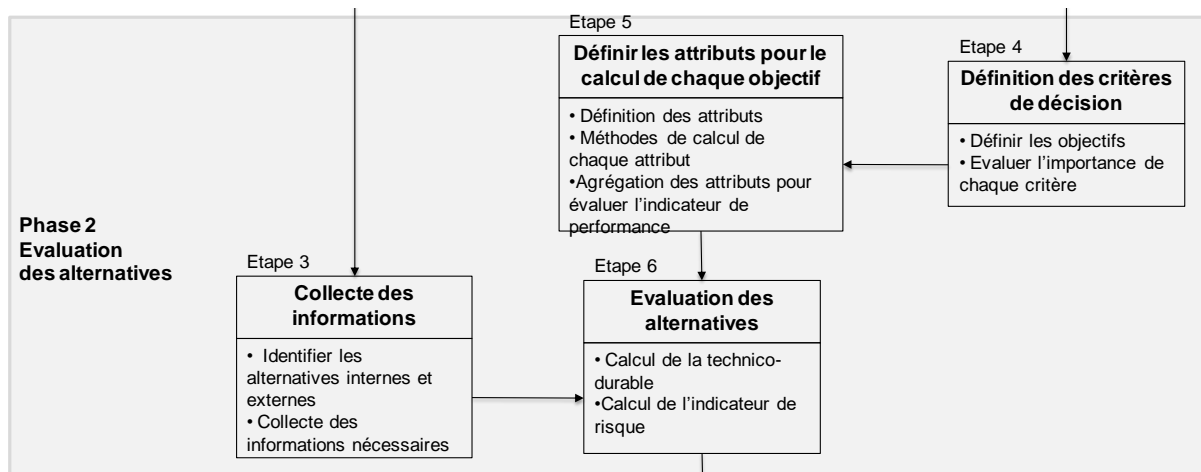 Phase 2
Evaluation
des alternatives
Etape 3
Collecte des
informations
• Identifier les
alternatives internes et
externes
• Collecte des
informations nécessaires
Etape 5
Définir les attributs pour le
calcul de chaque objectif
• Définition des attributs
• Méthodes de calcul de
chaque attribut
•Agrégation des attributs pour
évaluer l’indicateur de
performance
Etape 4
Définition des critères
de décision
• Définir les objectifs
• Evaluer l’importance de
chaque critère
Etape 6
Evaluation des
alternatives
• Calcul de la technico-
durable
•Calcul de l’indicateur de
risque